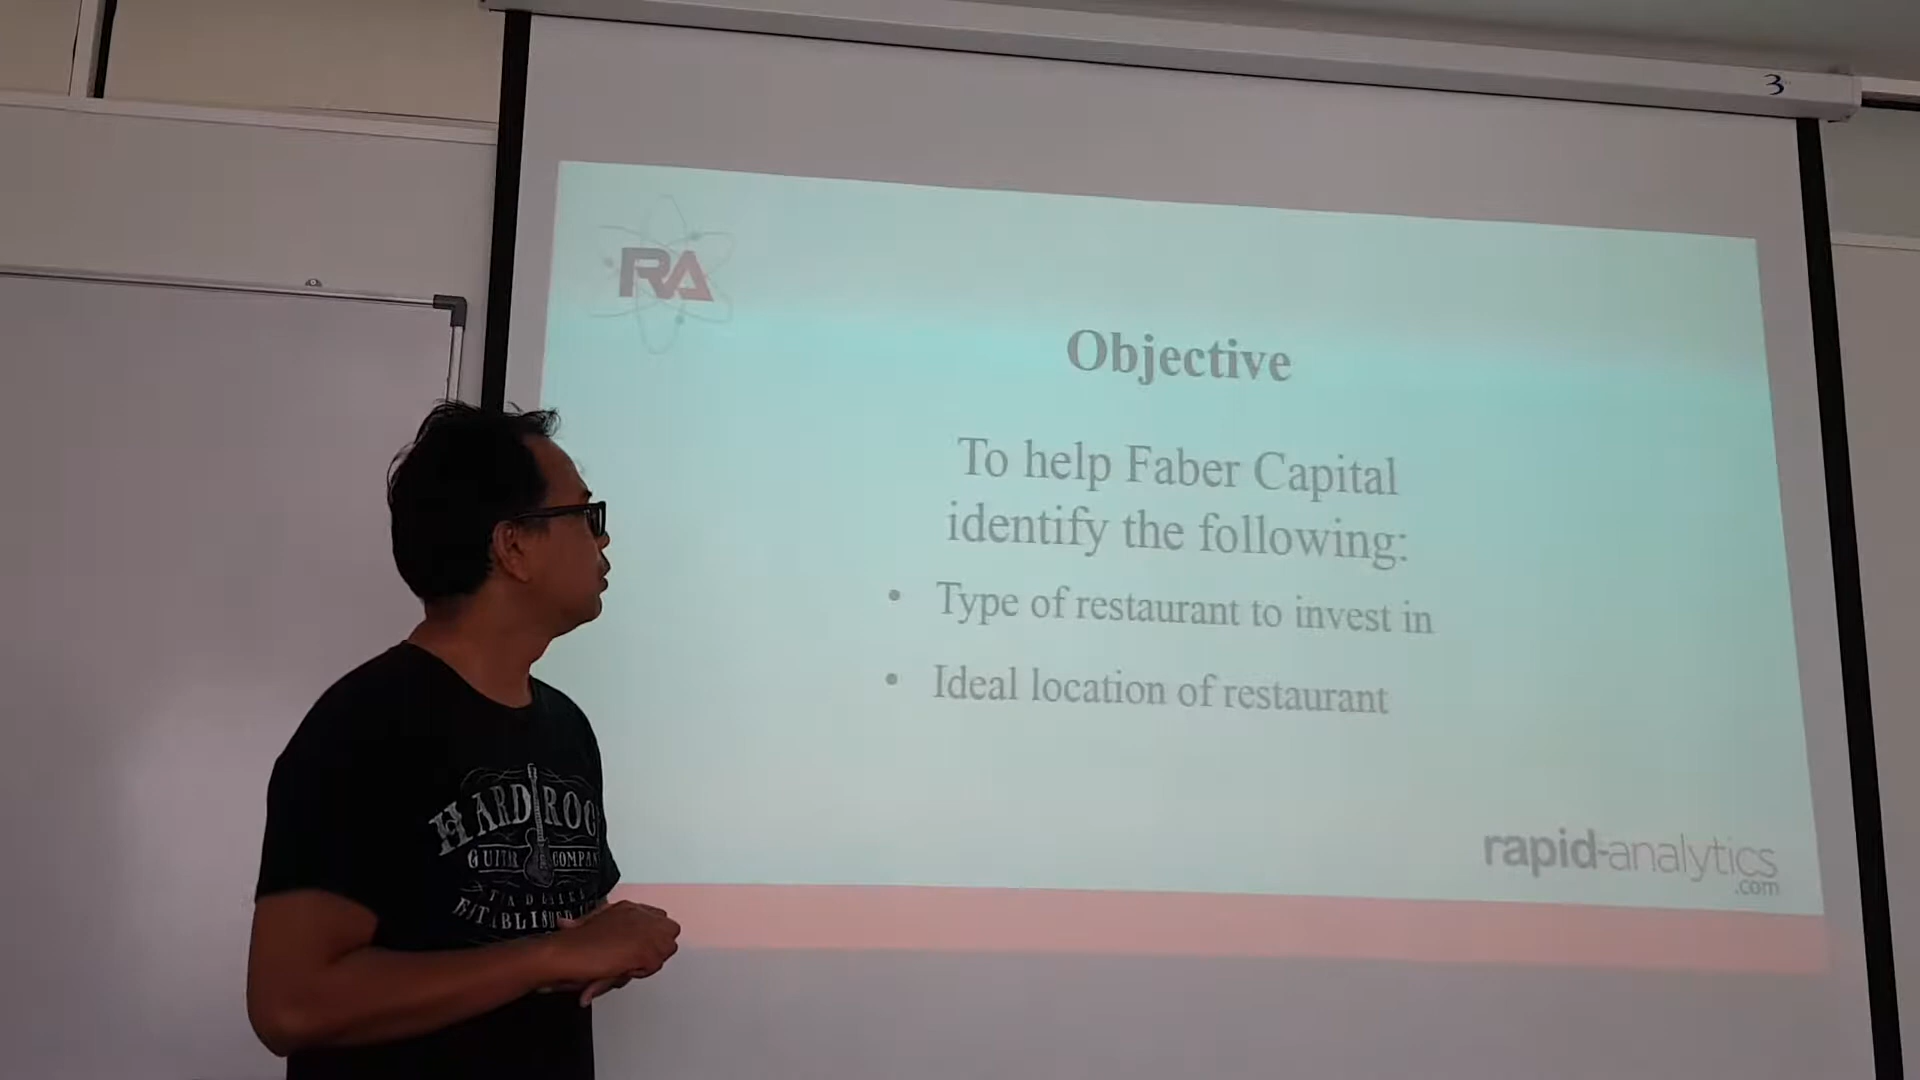 3
RA
Objective
To help Faber Capital
identify the following:
• Type of restaurant to invest in
• Ideal location of restaurant
rapid-analytics
.com
HARD ROC
GUITAR COMPAN